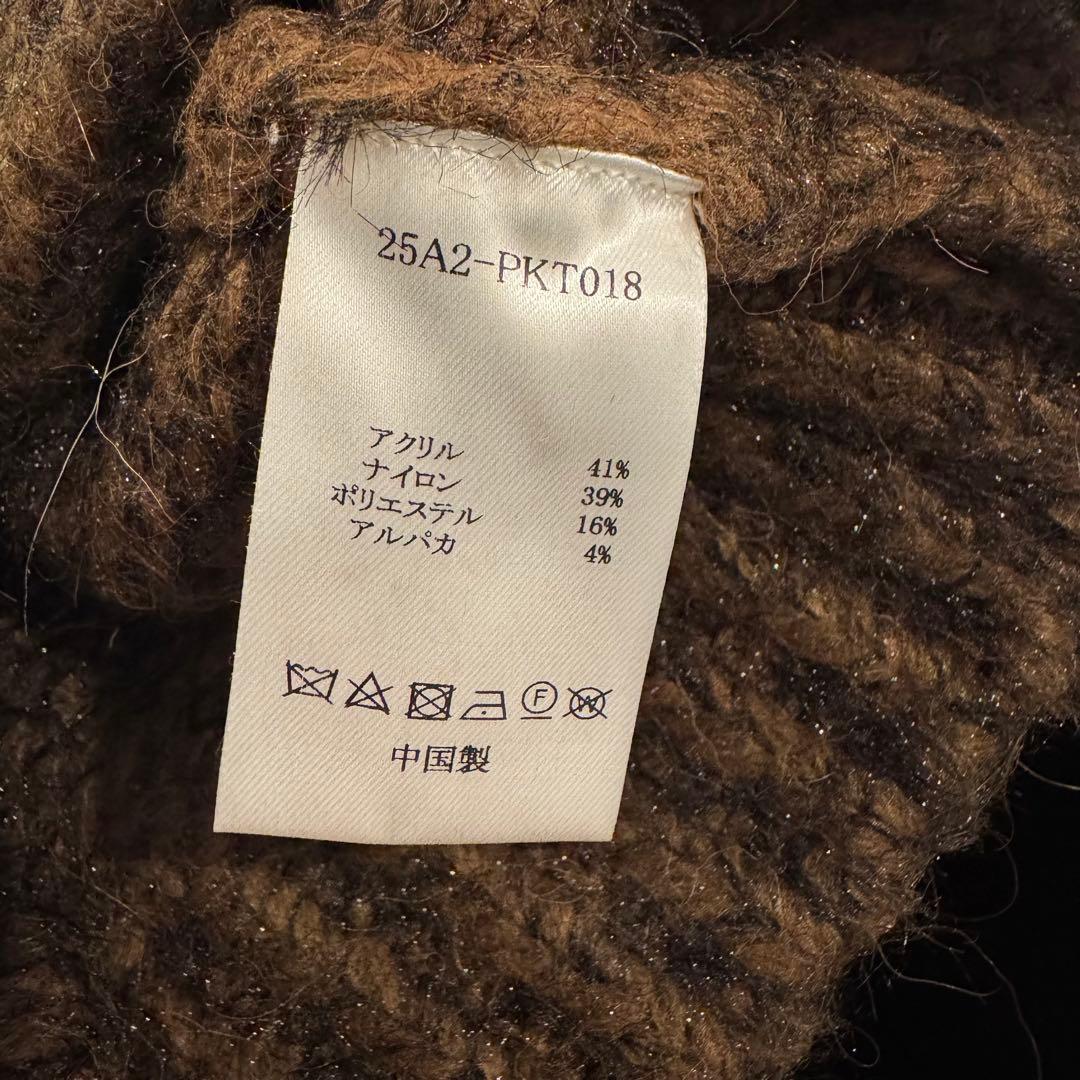 25A2-PKT018
アクリル 41%
ナイロン 39%
ポリエステル 16%
アルパカ 4%
F W
中国製